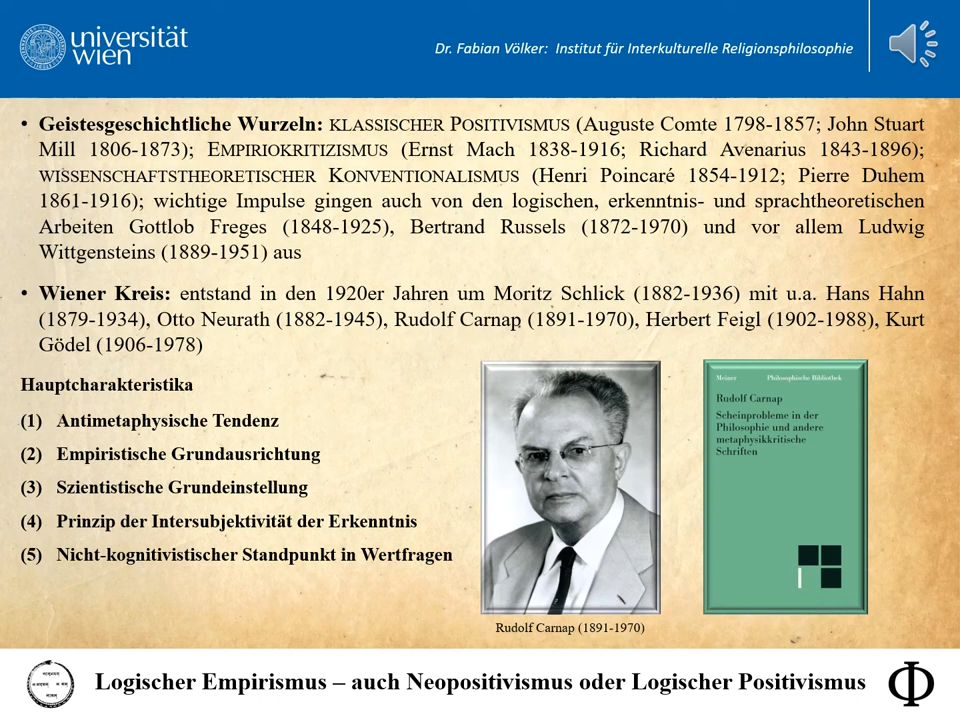 universität
wien
Dr. Fabian Völker: Institut für Interkulturelle Religionsphilosophie
• Geistesgeschichtliche Wurzeln: KLASSISCHER POSITIVISMUS (Auguste Comte 1798-1857; John Stuart
Mill 1806-1873); EMPIRIOKRITIZISMUS (Ernst Mach 1838-1916; Richard Avenarius 1843-1896);
WISSENSCHAFTSTHEORETISCHER KONVENTIONALISMUS (Henri Poincaré 1854-1912; Pierre Duhem
1861-1916); wichtige Impulse gingen auch von den logischen, erkenntnis- und sprachtheoretischen
Arbeiten Gottlob Freges (1848-1925), Bertrand Russels (1872-1970) und vor allem Ludwig
Wittgensteins (1889-1951) aus
• Wiener Kreis: entstand in den 1920er Jahren um Moritz Schlick (1882-1936) mit u.a. Hans Hahn
(1879-1934), Otto Neurath (1882-1945), Rudolf Carnap (1891-1970), Herbert Feigl (1902-1988), Kurt
Gödel (1906-1978)
Hauptcharakteristika
(1) Antimetaphysische Tendenz
(2) Empiristische Grundausrichtung
(3) Szientistische Grundeinstellung
(4) Prinzip der Intersubjektivität der Erkenntnis
(5) Nicht-kognitivistischer Standpunkt in Wertfragen
Meiner Philosophische Bibliothek
Rudolf Carnap
Scheinprobleme in der
Philosophie und andere
metaphysikkritische
Schriften
Rudolf Carnap (1891-1970)
Logischer Empirismus – auch Neopositivismus oder Logischer Positivismus
Φ